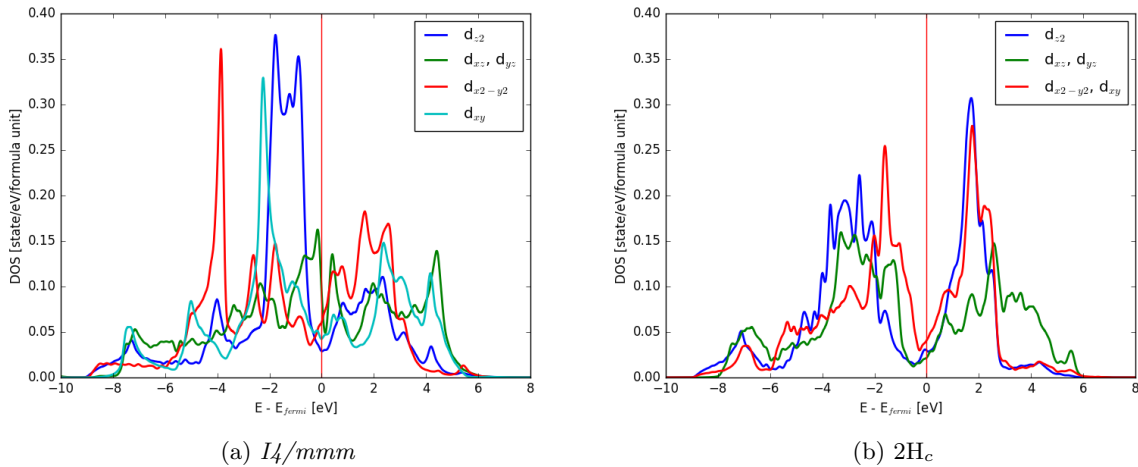 0.40
0.35
0.30
0.25
0.20
0.15
0.10
0.05
0.00
DOS [state/eV/formula unit]
−10 −8 −6 −4 −2 0 2 4 6 8
E - E_fermi [eV]
d_z2
d_xz, d_yz
d_x2−y2
d_xy
(a) I4/mmm
0.40
0.35
0.30
0.25
0.20
0.15
0.10
0.05
0.00
DOS [state/eV/formula unit]
−10 −8 −6 −4 −2 0 2 4 6 8
E - E_fermi [eV]
d_z2
d_xz, d_yz
d_x2−y2, d_xy
(b) 2H_c